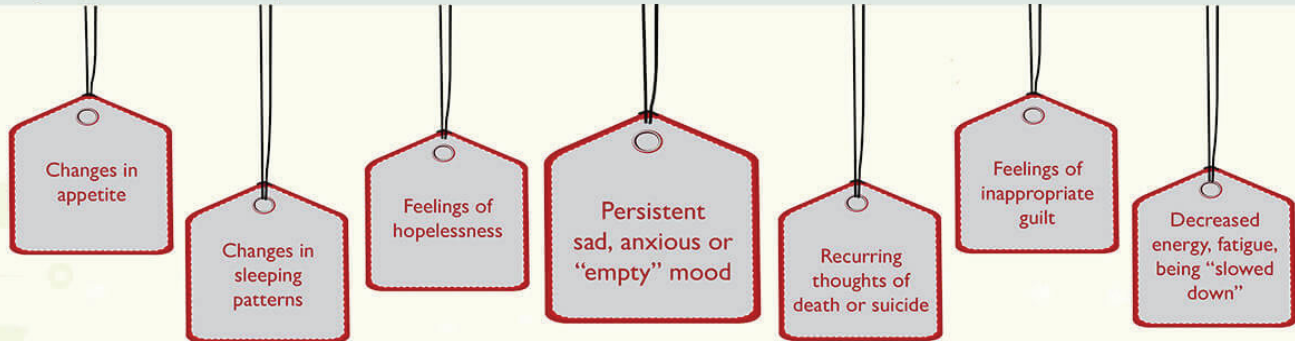 Changes in
appetite
Changes in
sleeping
patterns
Feelings of
hopelessness
Persistent
sad, anxious or
“empty” mood
Recurring
thoughts of
death or suicide
Feelings of
inappropriate
guilt
Decreased
energy, fatigue,
being “slowed
down”